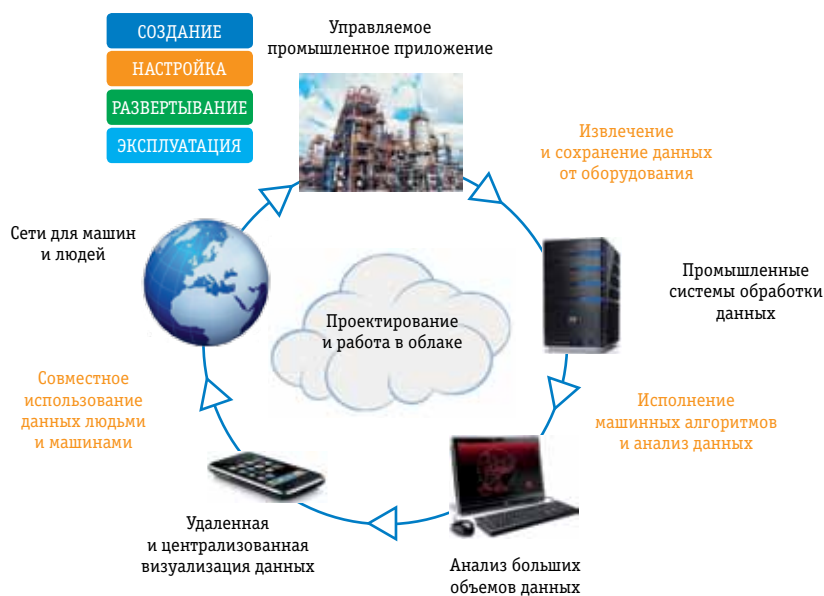 СОЗДАНИЕ
НАСТРОЙКА
РАЗВЕРТЫВАНИЕ
ЭКСПЛУАТАЦИЯ
Управляемое
промышленное приложение
Извлечение
и сохранение данных
от оборудования
Сети для машин
и людей
Промышленные
системы обработки
данных
Проектирование
и работа в облаке
Совместное
использование
данных людьми
и машинами
Исполнение
машинных алгоритмов
и анализ данных
Удаленная
и централизованная
визуализация данных
Анализ больших
объемов данных